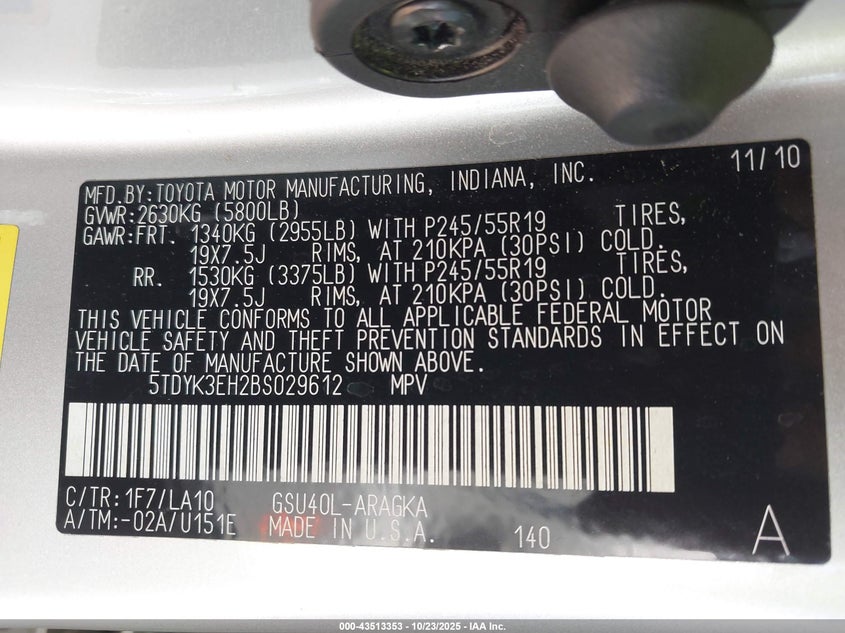 11/10
MFD.BY:TOYOTA MOTOR MANUFACTURING, INDIANA, INC.
GVWR:2630KG (5800LB)
GAWR:FRT. 1340KG (2955LB) WITH P245/55R19 TIRES,
19X7.5J RIMS, AT 210KPA (30PSI) COLD.
RR. 1530KG (3375LB) WITH P245/55R19 TIRES,
19X7.5J RIMS, AT 210KPA (30PSI) COLD.
THIS VEHICLE CONFORMS TO ALL APPLICABLE FEDERAL MOTOR
VEHICLE SAFETY AND THEFT PREVENTION STANDARDS IN EFFECT ON
THE DATE OF MANUFACTURE SHOWN ABOVE.
5TDYK3EH2BS029612 MPV
C/TR:1F7/LA10 GSU40L-ARAGKA
A/TM:-02A/U151E MADE IN U.S.A. 140 A
000-43513353 - 10/23/2025 - IAA Inc.